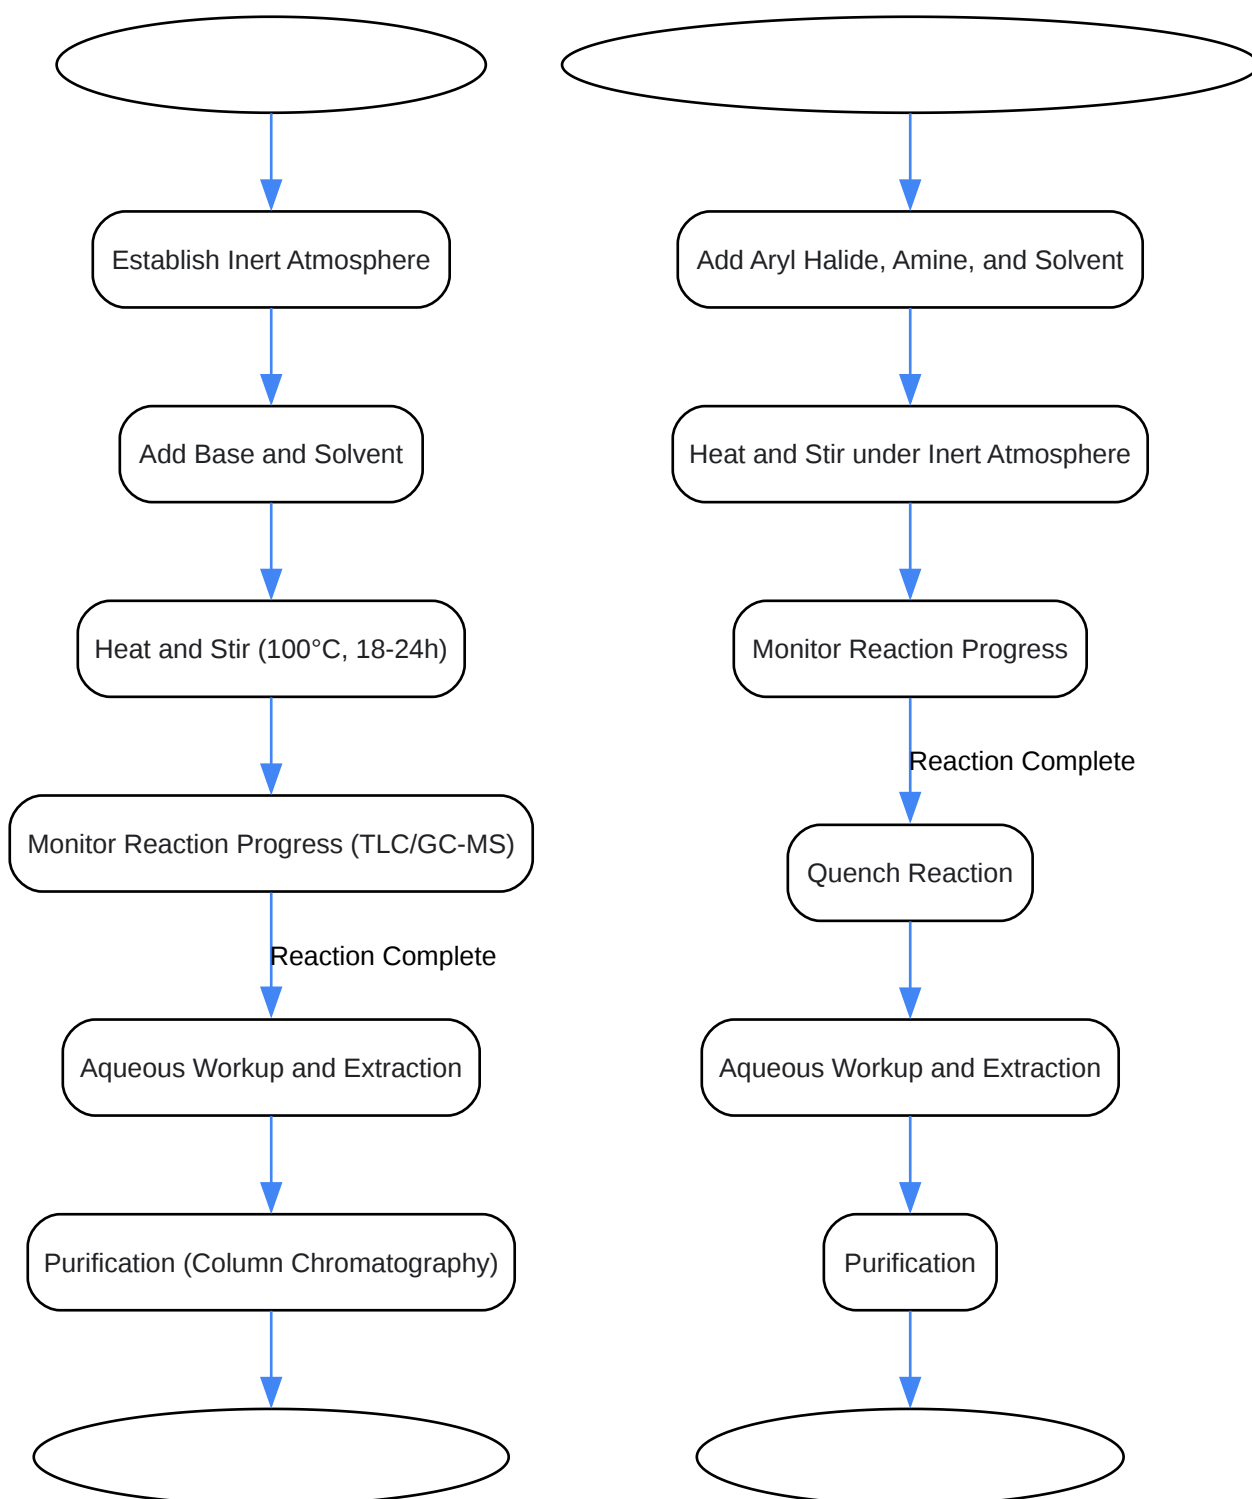 Establish Inert Atmosphere
Add Base and Solvent
Heat and Stir (100°C, 18-24h)
Monitor Reaction Progress (TLC/GC-MS)
Reaction Complete
Aqueous Workup and Extraction
Purification (Column Chromatography)
Add Aryl Halide, Amine, and Solvent
Heat and Stir under Inert Atmosphere
Monitor Reaction Progress
Reaction Complete
Quench Reaction
Aqueous Workup and Extraction
Purification